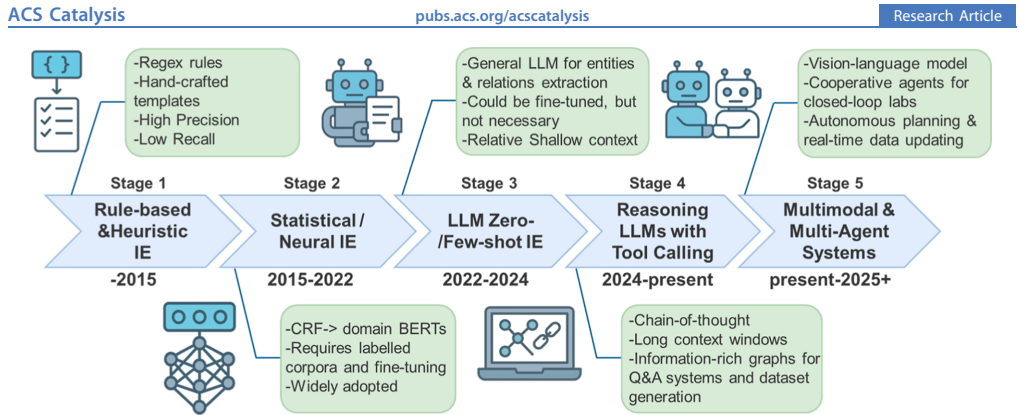 ACS Catalysis
pubs.acs.org/acscatalysis
Research Article
{ }
-Regex rules
-Hand-crafted
templates
-High Precision
-Low Recall
-General LLM for entities
& relations extraction
-Could be fine-tuned, but
not necessary
-Relative Shallow context
-Vision-language model
-Cooperative agents for
closed-loop labs
-Autonomous planning &
real-time data updating
Stage 1
Rule-based
&Heuristic
IE
-2015
Stage 2
Statistical /
Neural IE
2015-2022
Stage 3
LLM Zero-
/Few-shot IE
2022-2024
Stage 4
Reasoning
LLMs with
Tool Calling
2024-present
Stage 5
Multimodal &
Multi-Agent
Systems
present-2025+
-CRF-> domain BERTs
-Requires labelled
corpora and fine-tuning
-Widely adopted
-Chain-of-thought
-Long context windows
-Information-rich graphs for
Q&A systems and dataset
generation